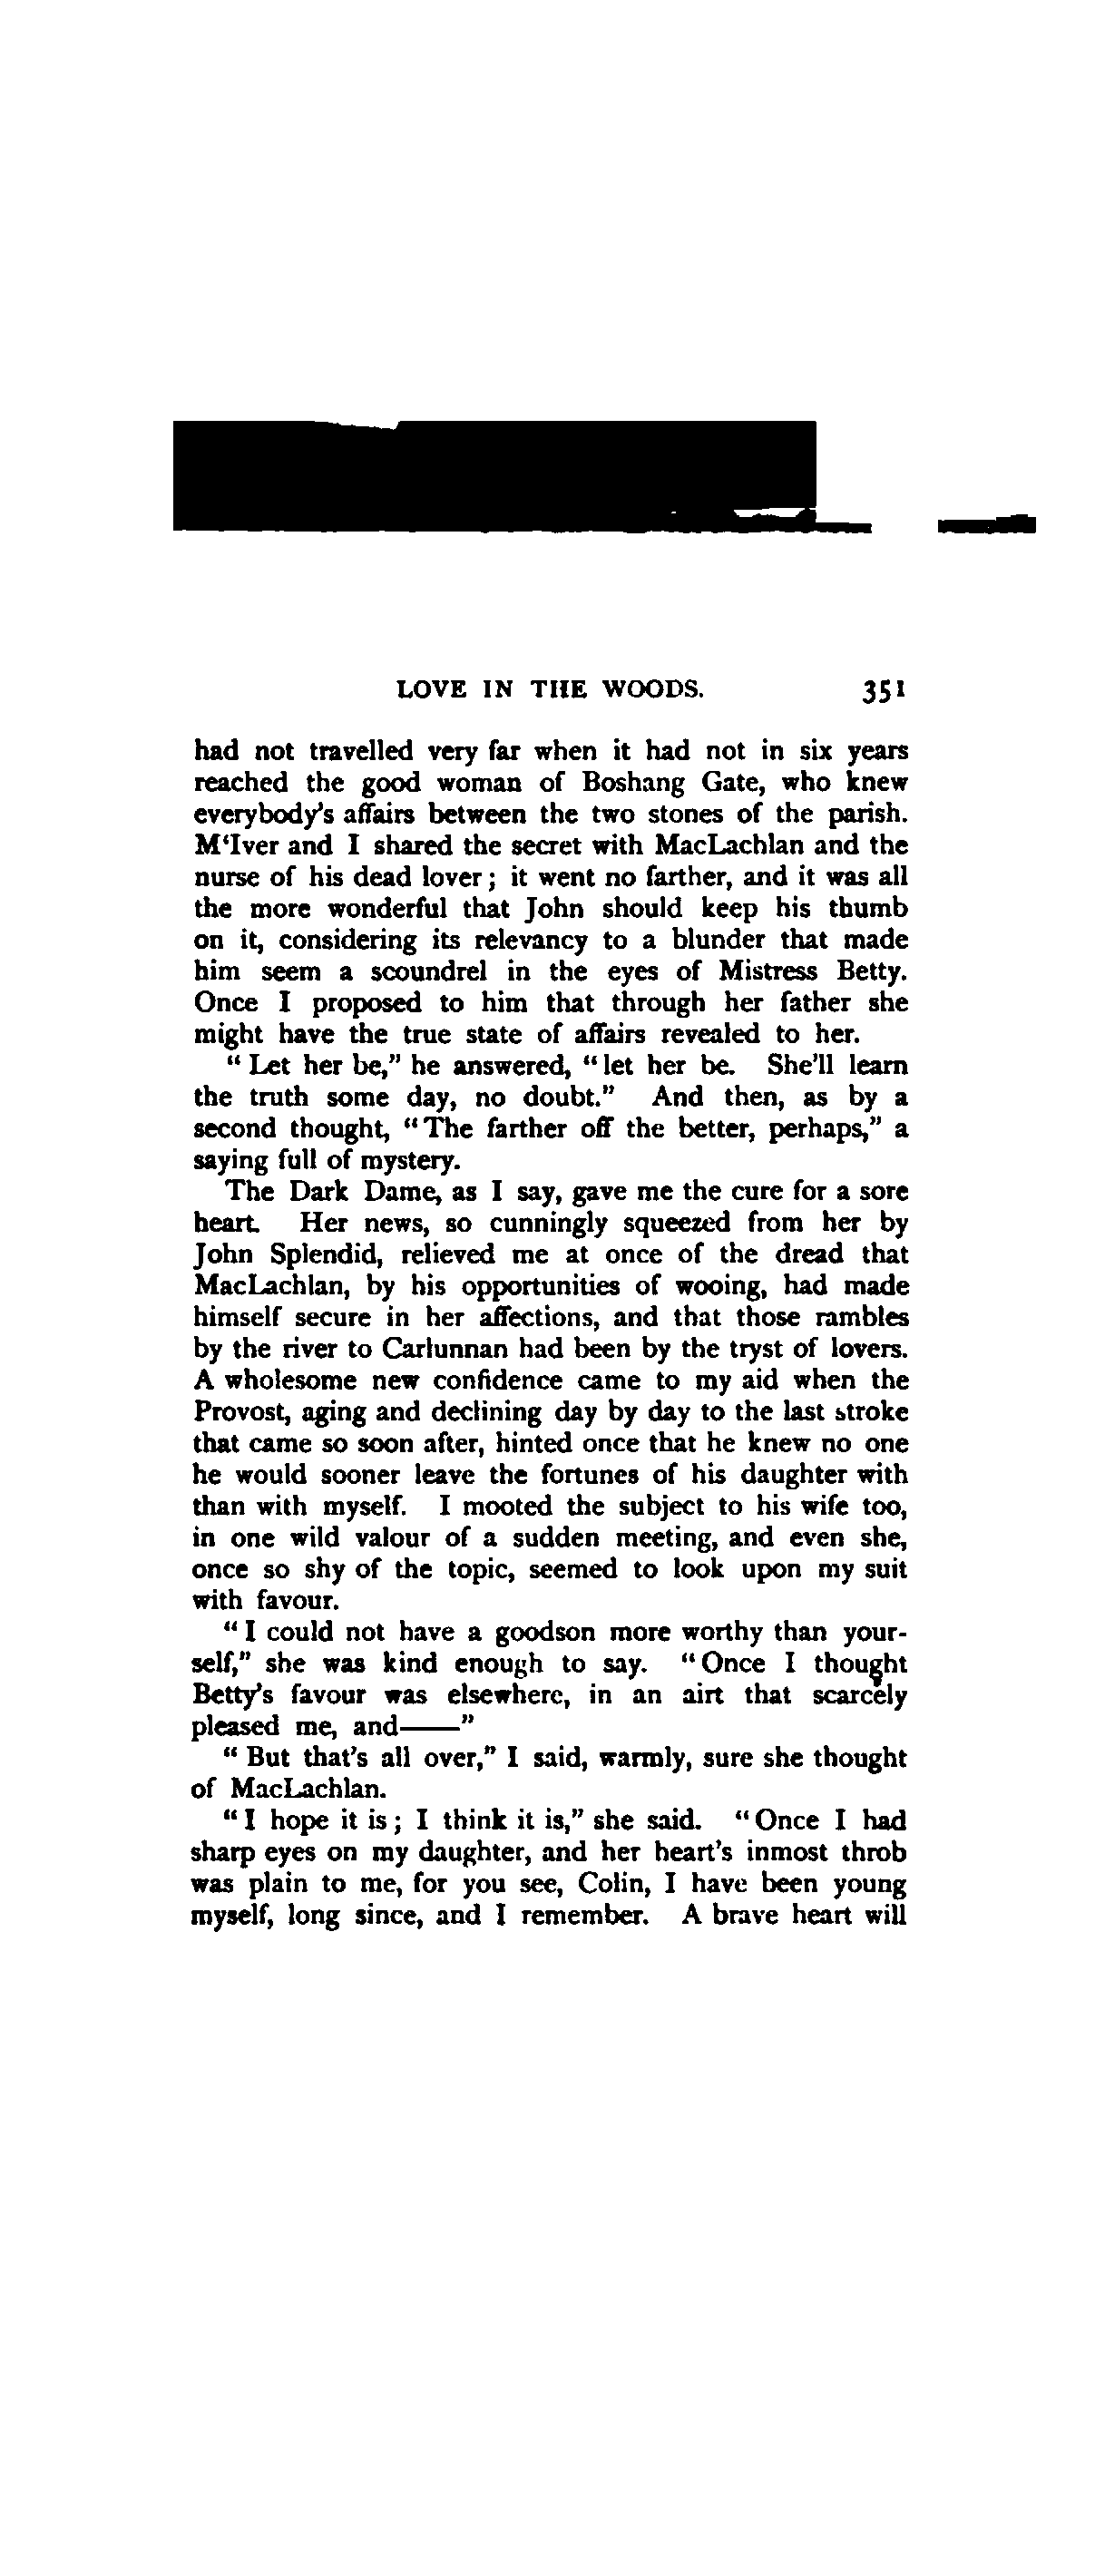 LOVE IN THE WOODS. 351
had not travelled very far when it had not in six years
reached the good woman of Boshang Gate, who knew
everybody's affairs between the two stones of the parish.
M‘Iver and I shared the secret with MacLachlan and the
nurse of his dead lover; it went no farther, and it was all
the more wonderful that John should keep his thumb
on it, considering its relevancy to a blunder that made
him seem a scoundrel in the eyes of Mistress Betty.
Once I proposed to him that through her father she
might have the true state of affairs revealed to her.
“Let her be,” he answered, “let her be. She'll learn
the truth some day, no doubt.” And then, as by a
second thought, “The farther off the better, perhaps,” a
saying full of mystery.
The Dark Dame, as I say, gave me the cure for a sore
heart. Her news, so cunningly squeezed from her by
John Splendid, relieved me at once of the dread that
MacLachlan, by his opportunities of wooing, had made
himself secure in her affections, and that those rambles
by the river to Carlunnan had been by the tryst of lovers.
A wholesome new confidence came to my aid when the
Provost, aging and declining day by day to the last stroke
that came so soon after, hinted once that he knew no one
he would sooner leave the fortunes of his daughter with
than with myself. I mooted the subject to his wife too,
in one wild valour of a sudden meeting, and even she,
once so shy of the topic, seemed to look upon my suit
with favour.
“I could not have a goodson more worthy than your-
self,” she was kind enough to say. “Once I thought
Betty's favour was elsewhere, in an airt that scarcely
pleased me, and——”
“But that's all over,” I said, warmly, sure she thought
of MacLachlan.
“I hope it is; I think it is,” she said. “Once I had
sharp eyes on my daughter, and her heart's inmost throb
was plain to me, for you see, Colin, I have been young
myself, long since, and I remember. A brave heart will